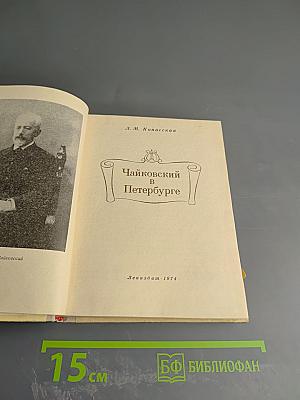 Л. М. Конисская
Чайковский
в
Петербурге
Лениздат·1974
15 см
БФ БИБЛИОФАН